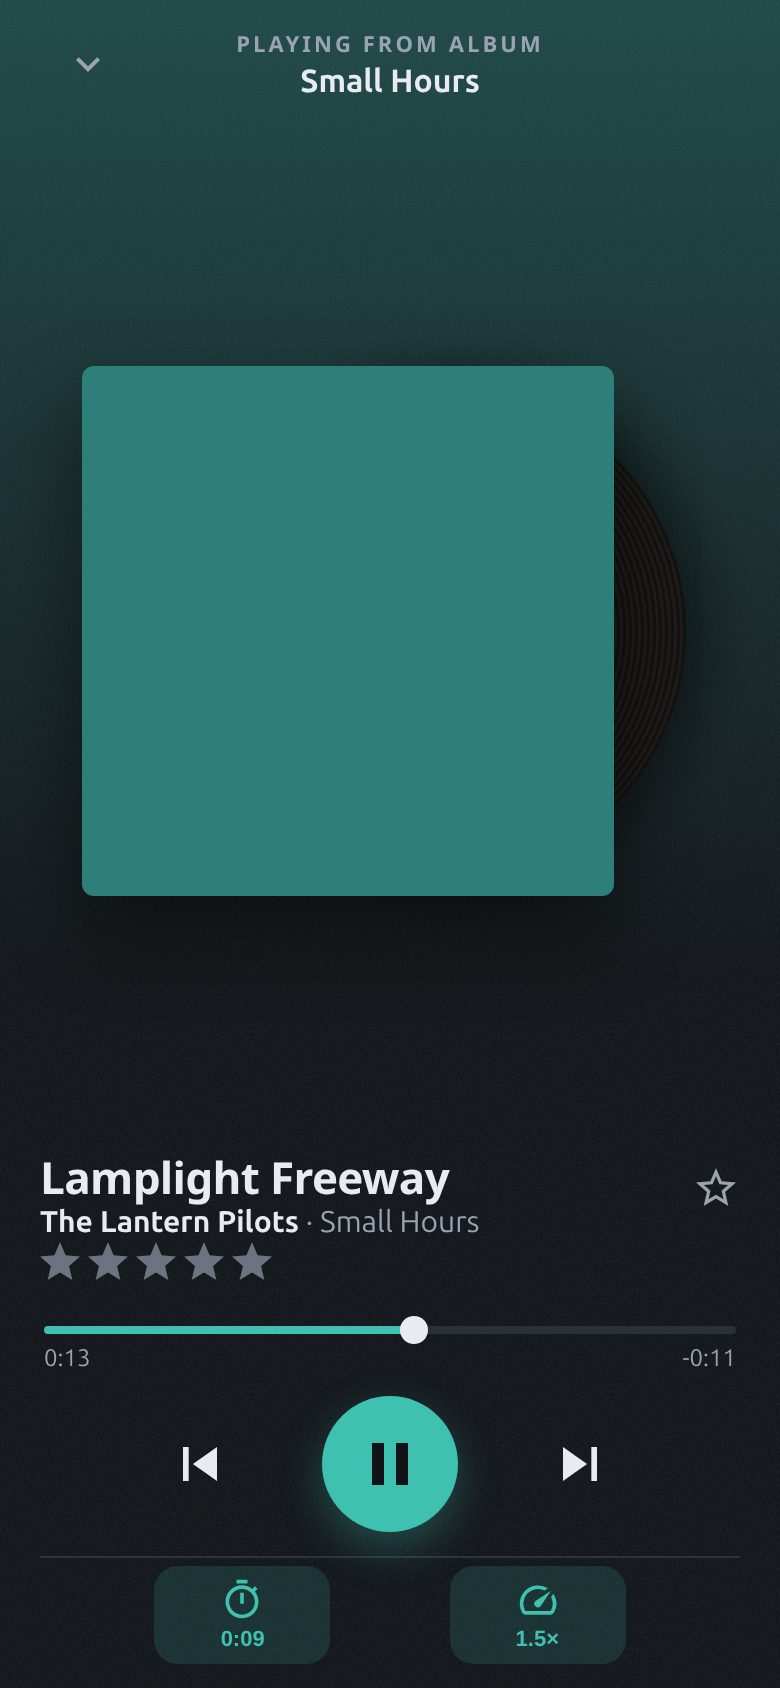 PLAYING FROM ALBUM
Small Hours
Lamplight Freeway
The Lantern Pilots · Small Hours
0:13
-0:11
0:09
1.5×